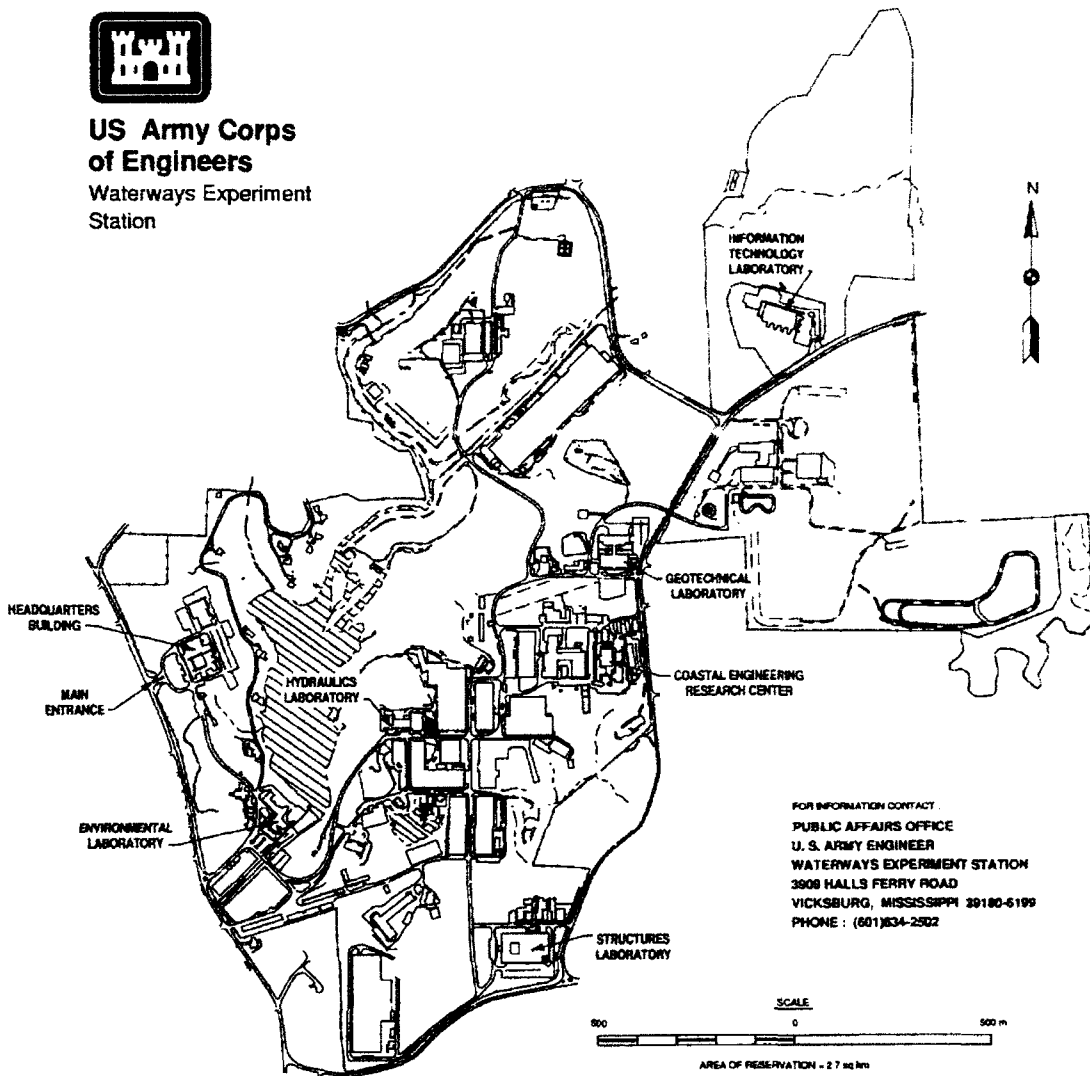 US Army Corps
of Engineers
Waterways Experiment
Station
N
INFORMATION
TECHNOLOGY
LABORATORY
HEADQUARTERS
BUILDING
MAIN
ENTRANCE
HYDRAULICS
LABORATORY
GEOTECHNICAL
LABORATORY
COASTAL ENGINEERING
RESEARCH CENTER
ENVIRONMENTAL
LABORATORY
STRUCTURES
LABORATORY
FOR INFORMATION CONTACT:
PUBLIC AFFAIRS OFFICE
U. S. ARMY ENGINEER
WATERWAYS EXPERIMENT STATION
3909 HALLS FERRY ROAD
VICKSBURG, MISSISSIPPI 39180-6199
PHONE : (601)634-2502
SCALE
500 0 500 m
AREA OF RESERVATION = 2.7 sq km